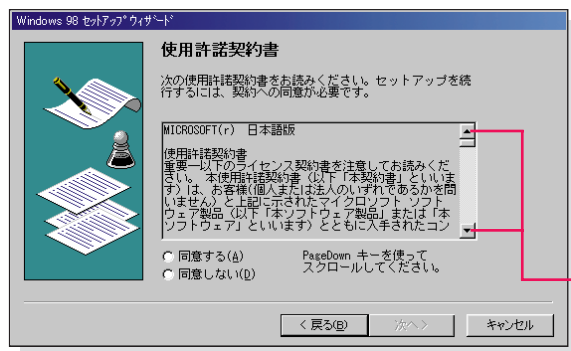 Windows 98 セットアップ ウィザード
使用許諾契約書
次の使用許諾契約書をお読みください。セットアップを続
行するには、契約への同意が必要です。
MICROSOFT(r) 日本語版
使用許諾契約書
重要－以下のライセンス契約書を注意してお読みくだ
さい。 本使用許諾契約書（以下「本契約書」といいま
す）は、お客様(個人または法人のいずれであるかを問
いません）と上記に示されたマイクロソフト ソフト
ウェア製品（以下「本ソフトウェア製品」または「本
ソフトウェア」といいます）とともに入手されたコン
同意する(A)
同意しない(D)
PageDown キーを使って
スクロールしてください。
< 戻る(B)
次へ >
キャンセル